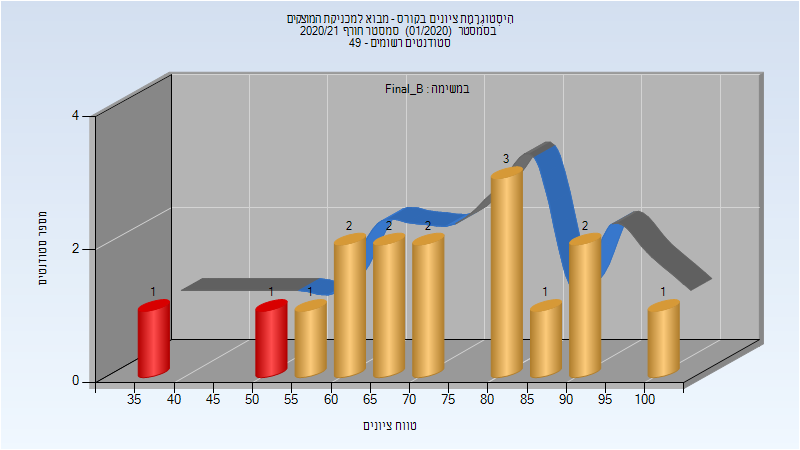 היסטוגרמת ציונים בקורס - מבוא למכניקת המוצקים
בסמסטר (01/2020) סמסטר חורף 2020/21
סטודנטים רשומים - 49
במשימה : Final_B
מספר סטודנטים
4
2
0
1
1
1
2
2
2
3
1
2
1
35 40 45 50 55 60 65 70 75 80 85 90 95 100
טווח ציונים